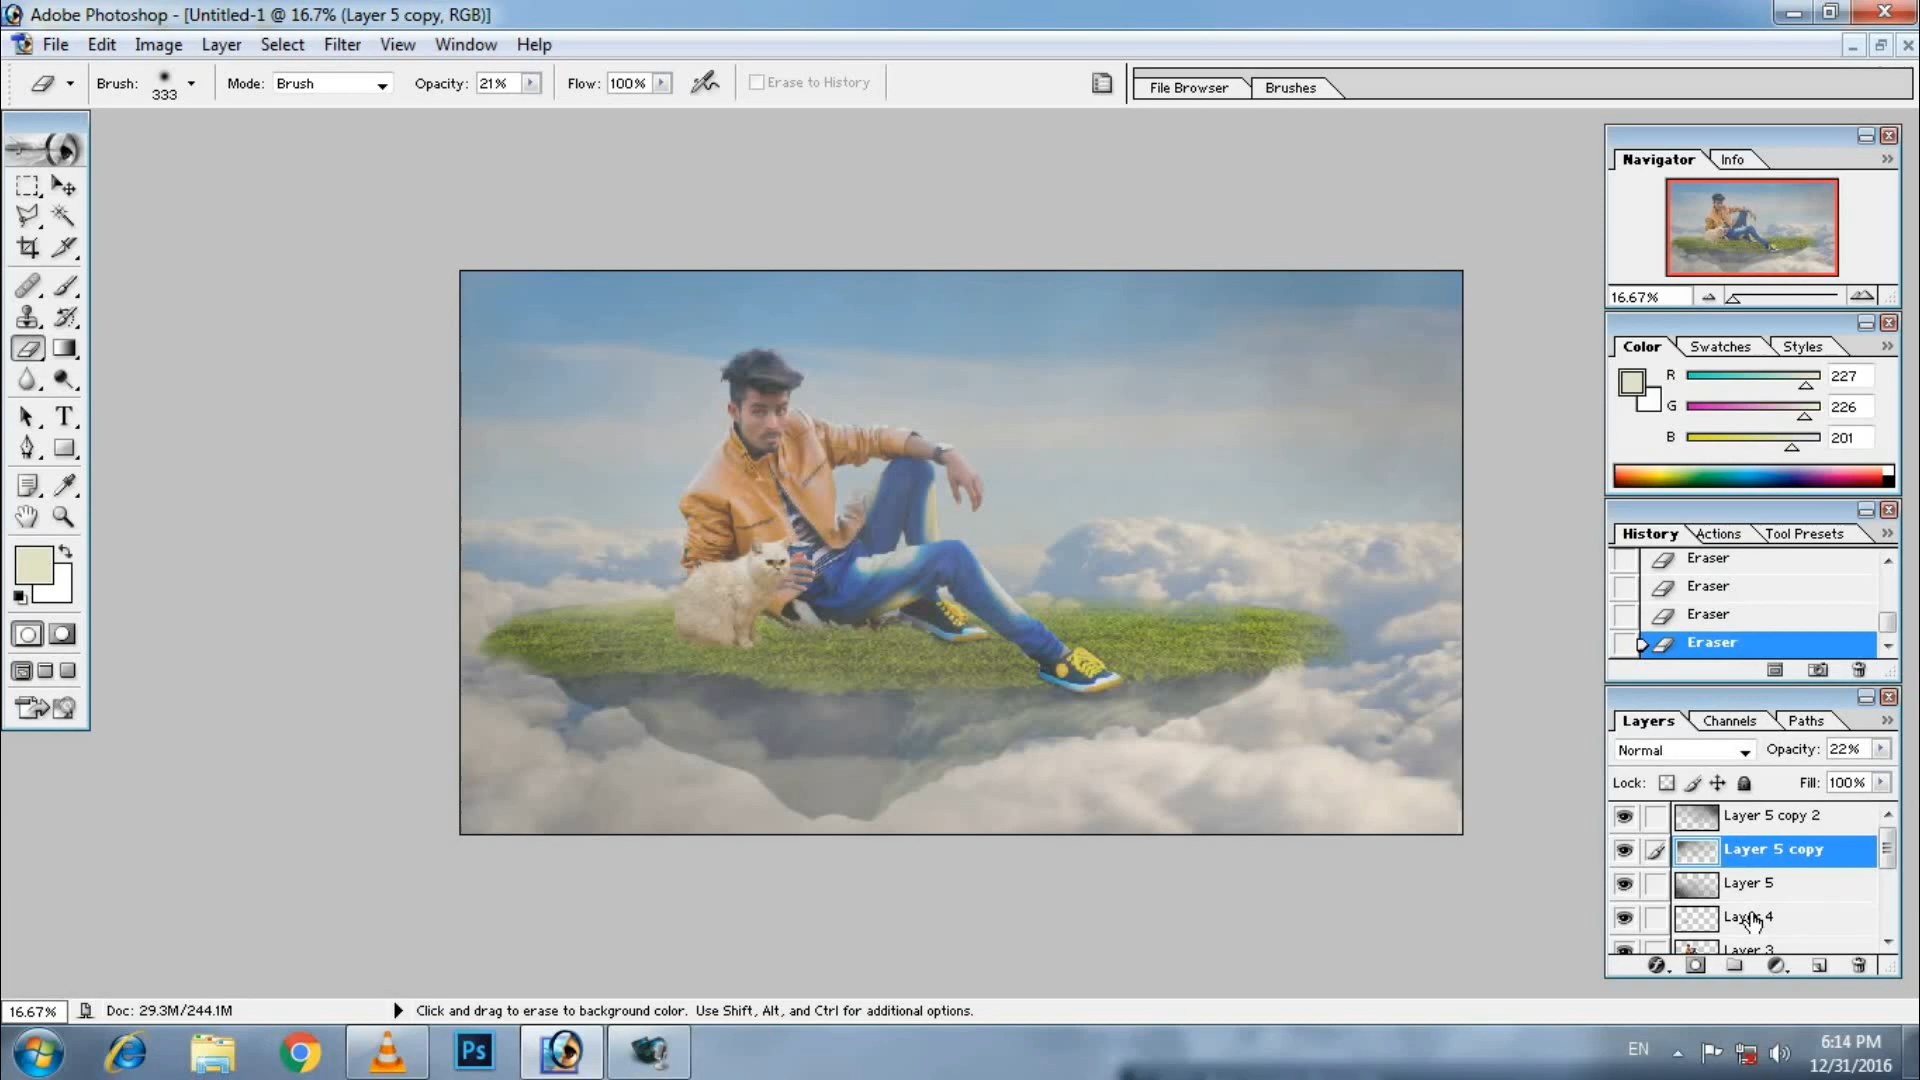 Adobe Photoshop - [Untitled-1 @ 16.7% (Layer 5 copy, RGB)]
File Edit Image Layer Select Filter View Window Help
Brush: 333 Mode: Brush Opacity: 21% Flow: 100% Erase to History File Browser Brushes
Navigator Info
16.67%
Color Swatches Styles
R 227
G 226
B 201
T
History Actions Tool Presets
Eraser
Eraser
Eraser
Eraser
Layers Channels Paths
Normal Opacity: 22%
Lock: Fill: 100%
Layer 5 copy 2
Layer 5 copy
Layer 5
Layer 4
Layer 3
16.67% Doc: 29.3M/244.1M Click and drag to erase to background color. Use Shift, Alt, and Ctrl for additional options.
Ps EN 6:14 PM
12/31/2016